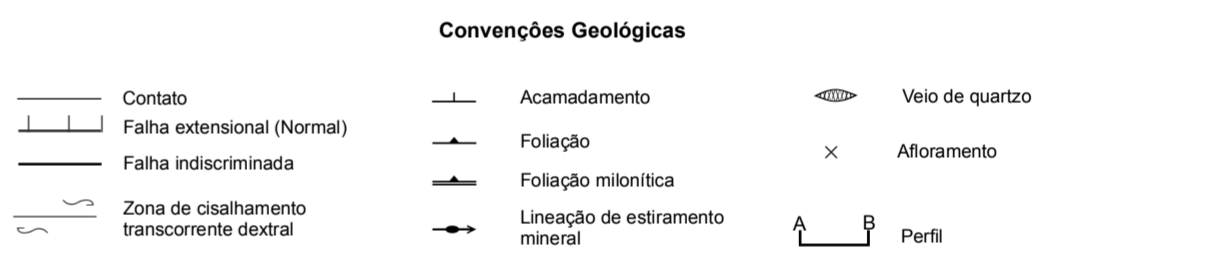 Convenções Geológicas
Contato
Falha extensional (Normal)
Falha indiscriminada
Zona de cisalhamento
transcorrente dextral
Acamadamento
Foliação
Foliação milonítica
Lineação de estiramento
mineral
Veio de quartzo
Afloramento
A B
Perfil